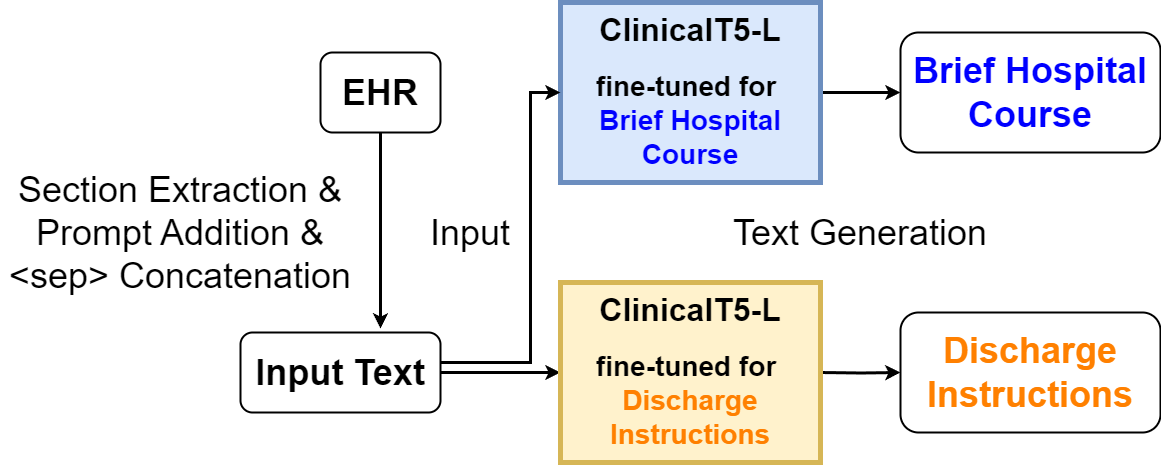 EHR
Section Extraction &
Prompt Addition &
<sep> Concatenation
Input Text
Input
ClinicalT5-L
fine-tuned for
Brief Hospital
Course
Text Generation
ClinicalT5-L
fine-tuned for
Discharge
Instructions
Brief Hospital
Course
Discharge
Instructions